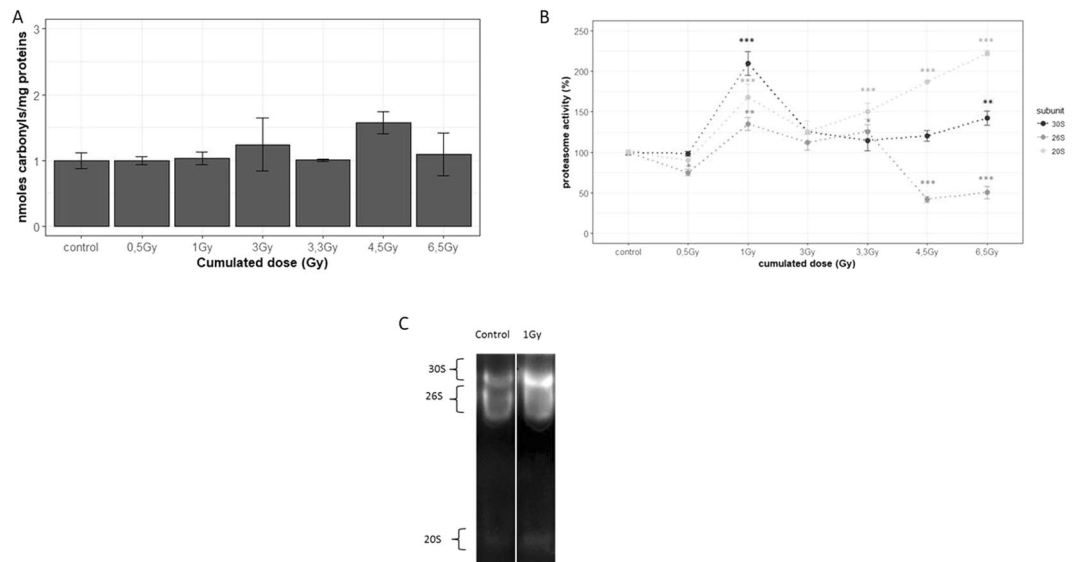 A
nmoles carbonyls/mg proteins
3
2
1
0
control 0,5Gy 1Gy 3Gy 3,3Gy 4,5Gy 6,5Gy
Cumulated dose (Gy)
B
proteasome activity (%)
250
200
150
100
50
0
***
***
**
*
***
*
***
***
***
**
***
control 0,5Gy 1Gy 3Gy 3,3Gy 4,5Gy 6,5Gy
cumulated dose (Gy)
subunit
30S
26S
20S
C
Control 1Gy
30S
26S
20S